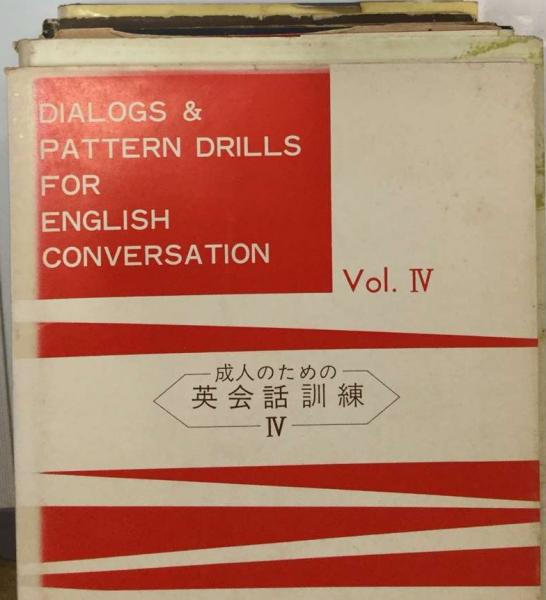 DIALOGS &
PATTERN DRILLS
FOR
ENGLISH
CONVERSATION
Vol. Ⅳ
成人のための
英会話訓練
Ⅳ